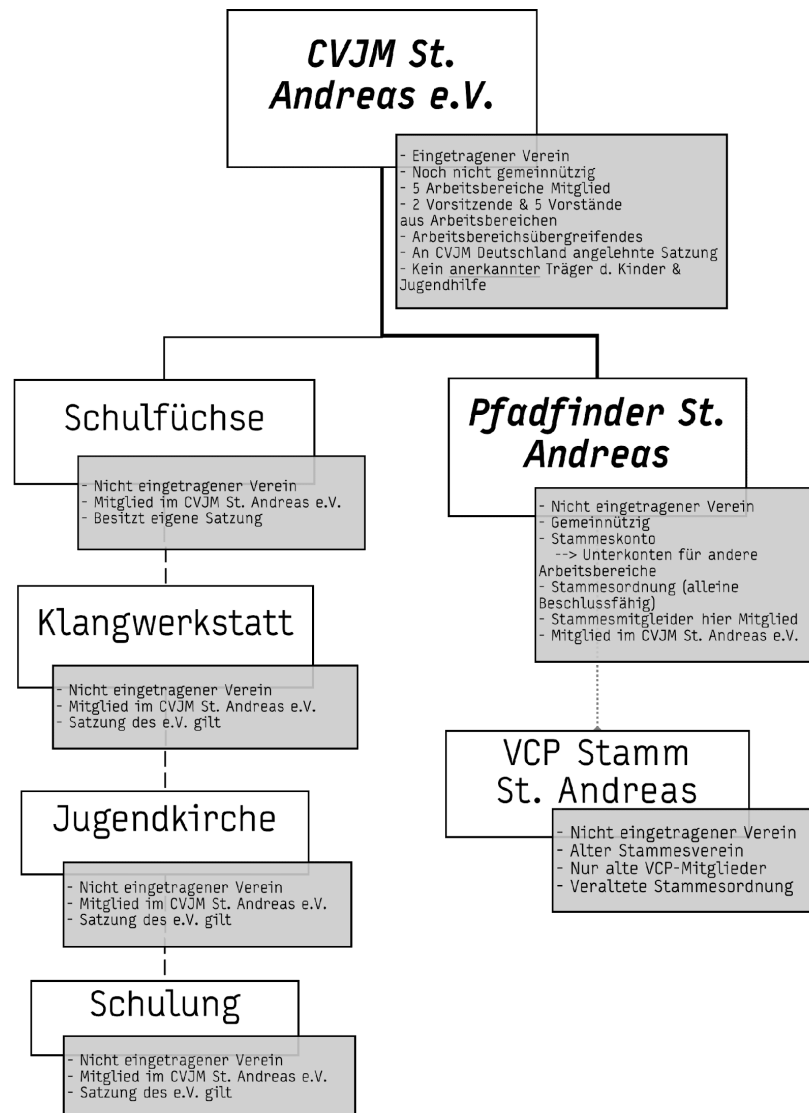 CVJM St.
Andreas e.V.
- Eingetragener Verein
- Noch nicht gemeinnützig
- 5 Arbeitsbereiche Mitglied
- 2 Vorsitzende & 5 Vorstände
aus Arbeitsbereichen
- Arbeitsbereichsübergreifendes
- An CVJM Deutschland angelehnte Satzung
- Kein anerkannter Träger d. Kinder &
Jugendhilfe
Schulfüchse
- Nicht eingetragener Verein
- Mitglied im CVJM St. Andreas e.V.
- Besitzt eigene Satzung
Klangwerkstatt
- Nicht eingetragener Verein
- Mitglied im CVJM St. Andreas e.V.
- Satzung des e.V. gilt
Jugendkirche
- Nicht eingetragener Verein
- Mitglied im CVJM St. Andreas e.V.
- Satzung des e.V. gilt
Schulung
- Nicht eingetragener Verein
- Mitglied im CVJM St. Andreas e.V.
- Satzung des e.V. gilt
Pfadfinder St.
Andreas
- Nicht eingetragener Verein
- Gemeinnützig
- Stammeskonto
--> Unterkonten für andere
Arbeitsbereiche
- Stammesordnung (alleine
Beschlussfähig)
- Stammesmitgleider hier Mitglied
- Mitglied im CVJM St. Andreas e.V.
VCP Stamm
St. Andreas
- Nicht eingetragener Verein
- Alter Stammesverein
- Nur alte VCP-Mitglieder
- Veraltete Stammesordnung